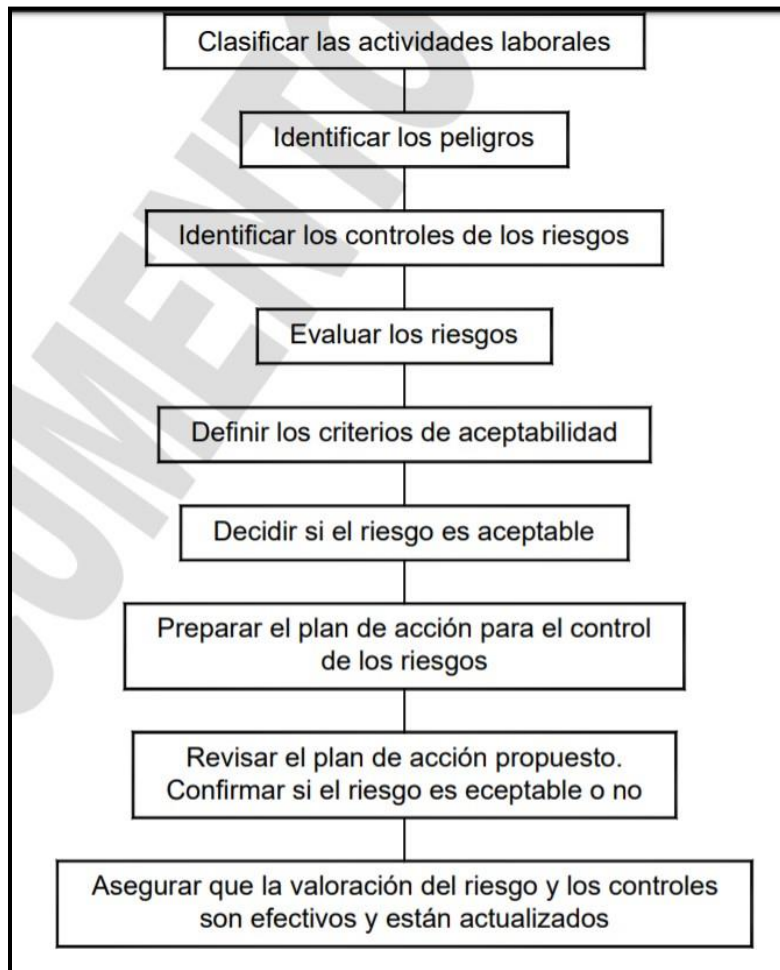 Clasificar las actividades laborales
Identificar los peligros
Identificar los controles de los riesgos
Evaluar los riesgos
Definir los criterios de aceptabilidad
Decidir si el riesgo es aceptable
Preparar el plan de acción para el control
de los riesgos
Revisar el plan de acción propuesto.
Confirmar si el riesgo es eceptable o no
Asegurar que la valoración del riesgo y los controles
son efectivos y están actualizados